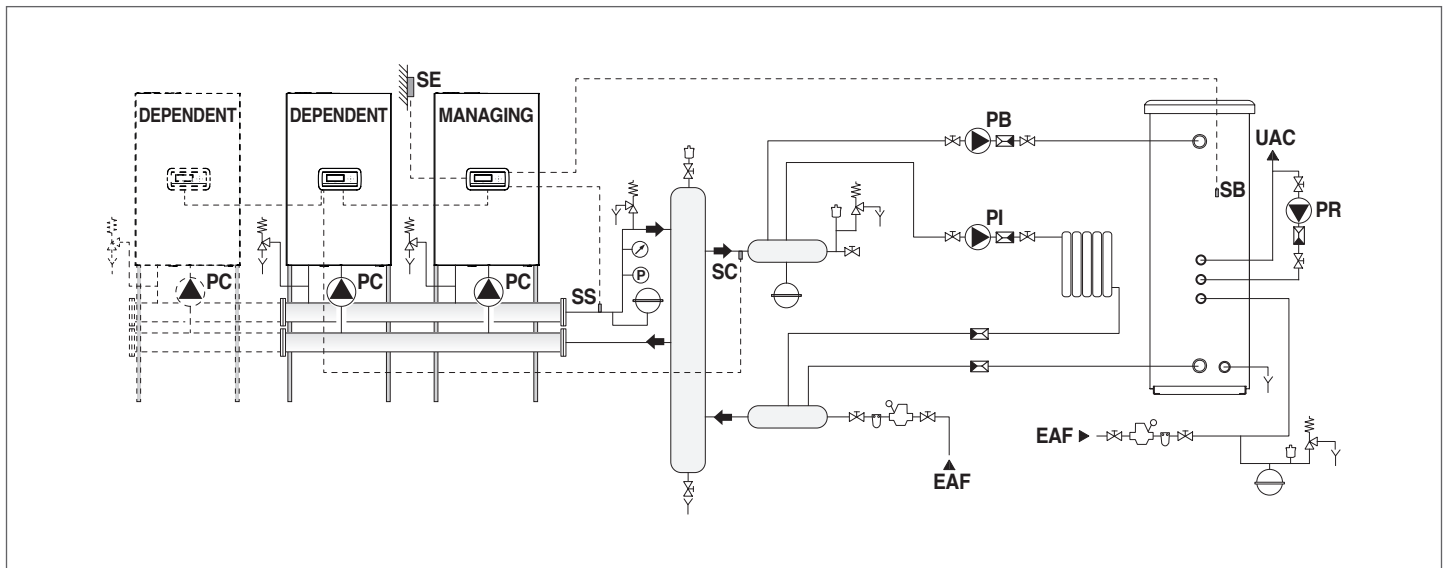 SE
DEPENDENT
DEPENDENT
MANAGING
PB
UAC
SB
PR
PI
PC
PC
PC
SS
P
SC
EAF
EAF